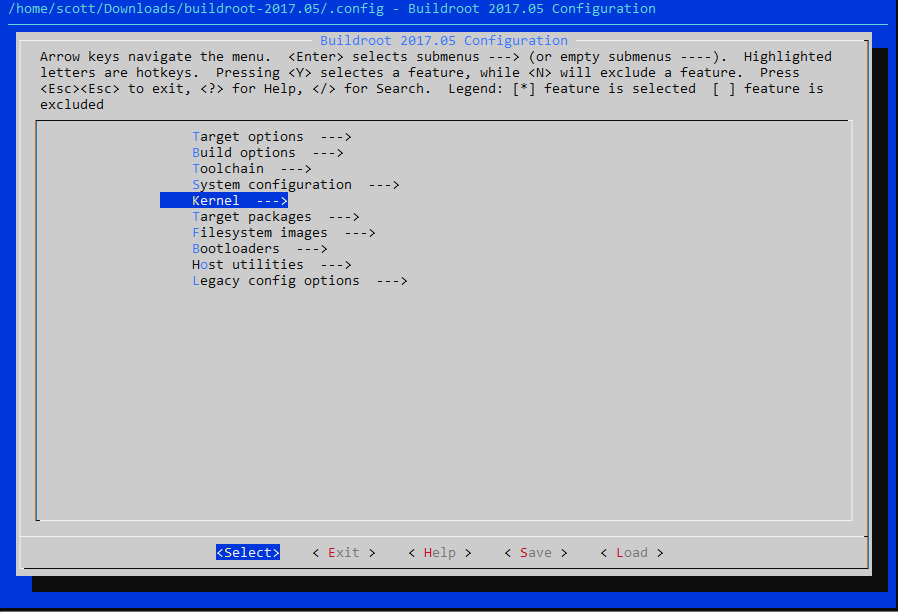 /home/scott/Downloads/buildroot-2017.05/.config - Buildroot 2017.05 Configuration
Buildroot 2017.05 Configuration
Arrow keys navigate the menu.  <Enter> selects submenus ---> (or empty submenus ----).  Highlighted
letters are hotkeys.  Pressing <Y> selectes a feature, while <N> will exclude a feature.  Press
<Esc><Esc> to exit, <?> for Help, </> for Search.  Legend: [*] feature is selected  [ ] feature is
excluded
Target options  --->
Build options  --->
Toolchain  --->
System configuration  --->
Kernel  --->
Target packages  --->
Filesystem images  --->
Bootloaders  --->
Host utilities  --->
Legacy config options  --->
<Select>    < Exit >    < Help >    < Save >    < Load >